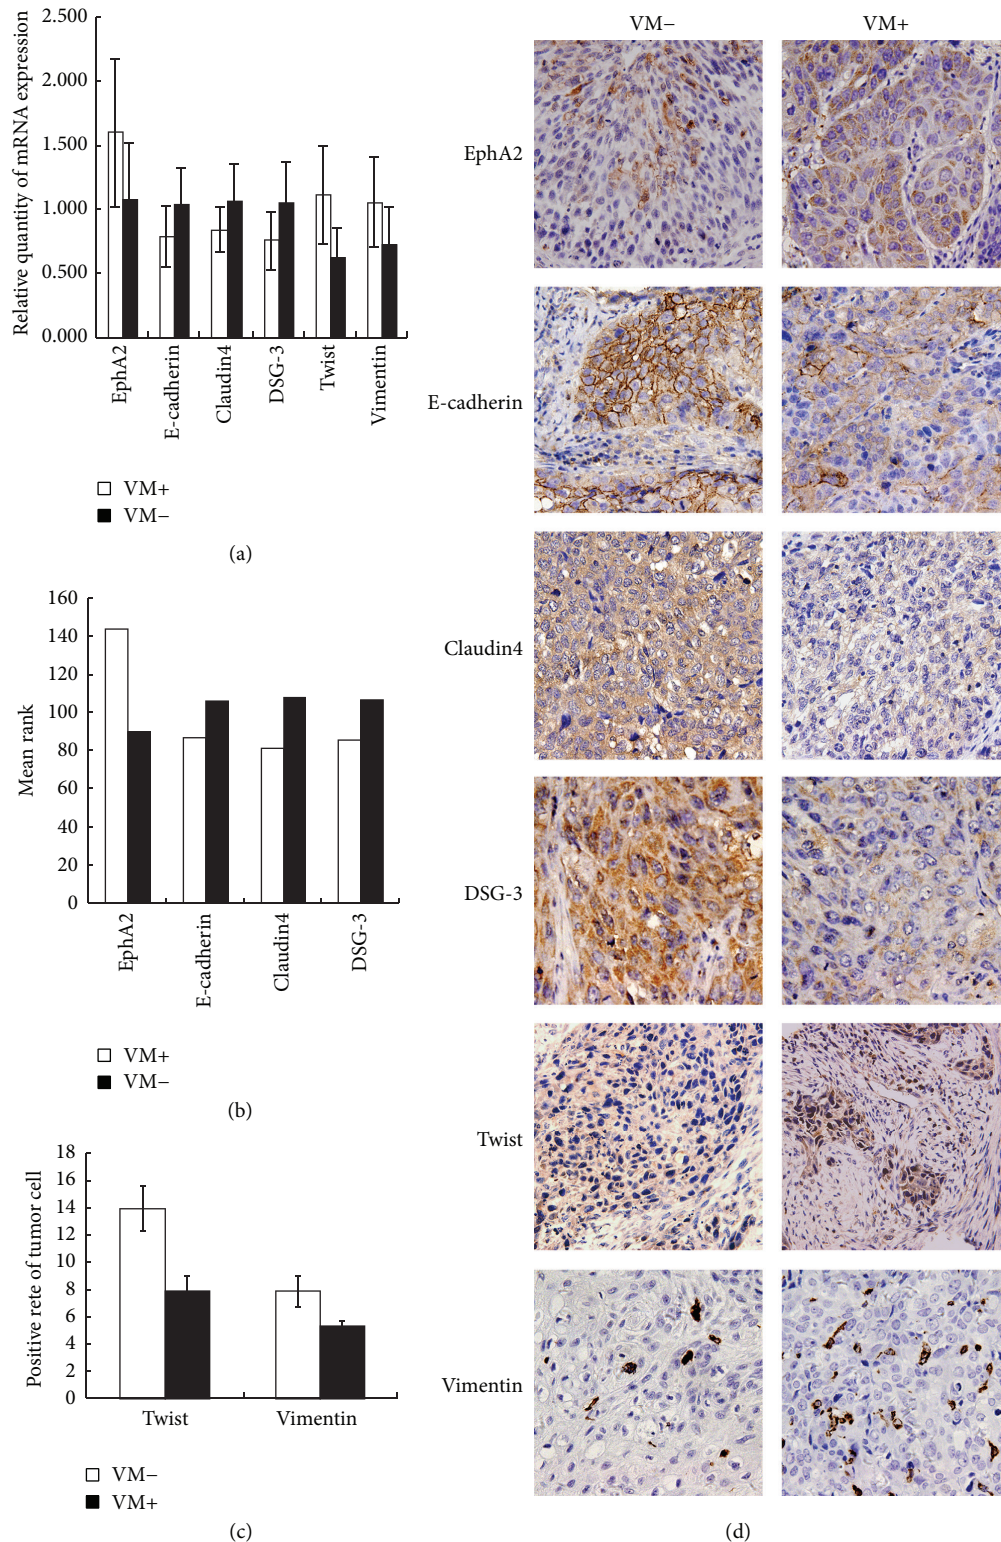 2.500
2.000
1.500
1.000
0.500
0.000
Relative quantity of mRNA expression
EphA2
E-cadherin
Claudin4
DSG-3
Twist
Vimentin
VM+
VM−
(a)
160
140
120
100
80
60
40
20
0
Mean rank
EphA2
E-cadherin
Claudin4
DSG-3
VM+
VM−
(b)
18
16
14
12
10
8
6
4
2
0
Positive rete of tumor cell
Twist
Vimentin
VM−
VM+
(c)
VM−
VM+
EphA2
E-cadherin
Claudin4
DSG-3
Twist
Vimentin
(d)